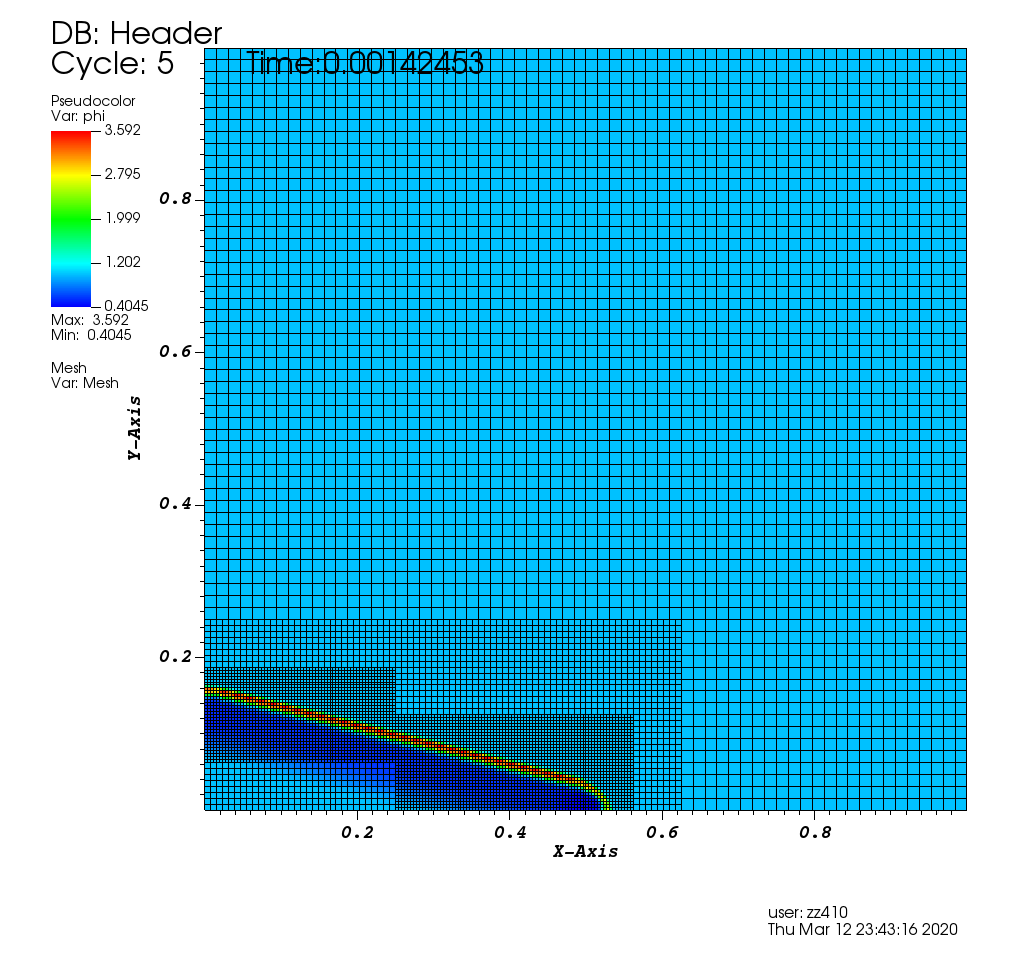 DB: Header
Cycle: 5 Time:0.00142453
Pseudocolor
Var: phi
3.592
2.795
1.999
1.202
0.4045
Max: 3.592
Min: 0.4045
Mesh
Var: Mesh
Y-Axis
0.8
0.6
0.4
0.2
0.2 0.4 0.6 0.8
X-Axis
user: zz410
Thu Mar 12 23:43:16 2020